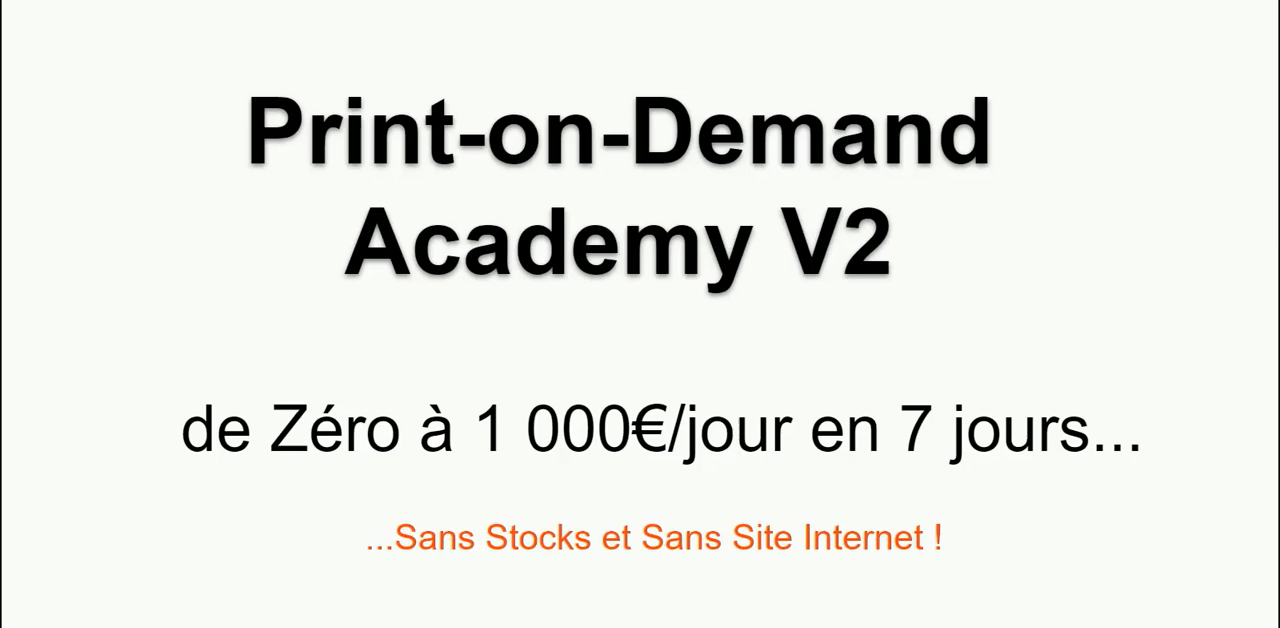 Print-on-Demand
Academy V2
de Zéro à 1 000€/jour en 7 jours...
...Sans Stocks et Sans Site Internet !